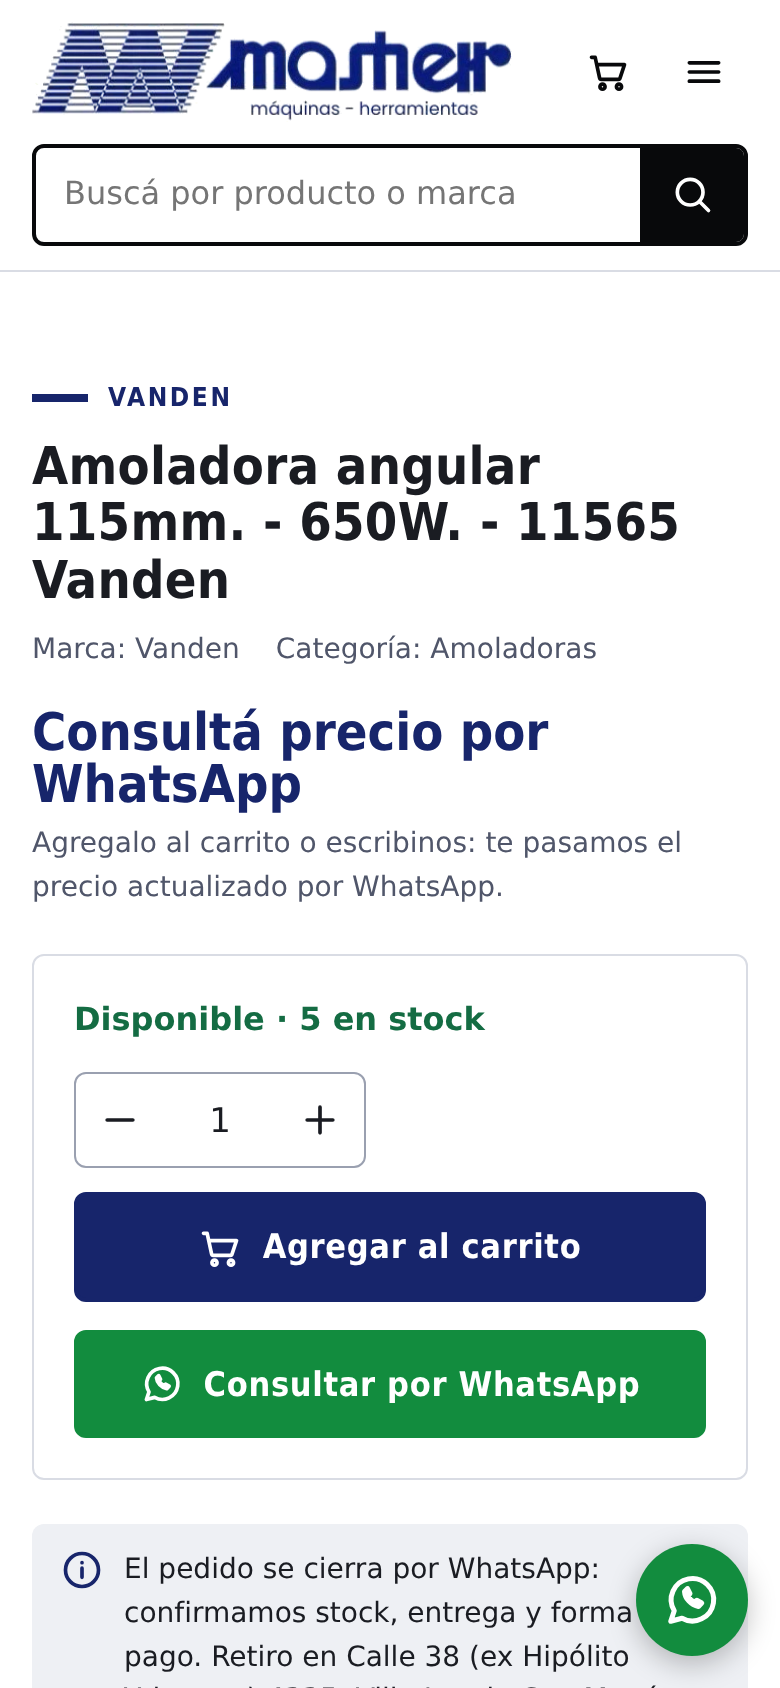 masheir
máquinas - herramientas
Buscá por producto o marca
VANDEN
Amoladora angular
115mm. - 650W. - 11565
Vanden
Marca: Vanden Categoría: Amoladoras
Consultá precio por
WhatsApp
Agregalo al carrito o escribinos: te pasamos el
precio actualizado por WhatsApp.
Disponible · 5 en stock
1
Agregar al carrito
Consultar por WhatsApp
El pedido se cierra por WhatsApp:
confirmamos stock, entrega y forma
pago. Retiro en Calle 38 (ex Hipólito